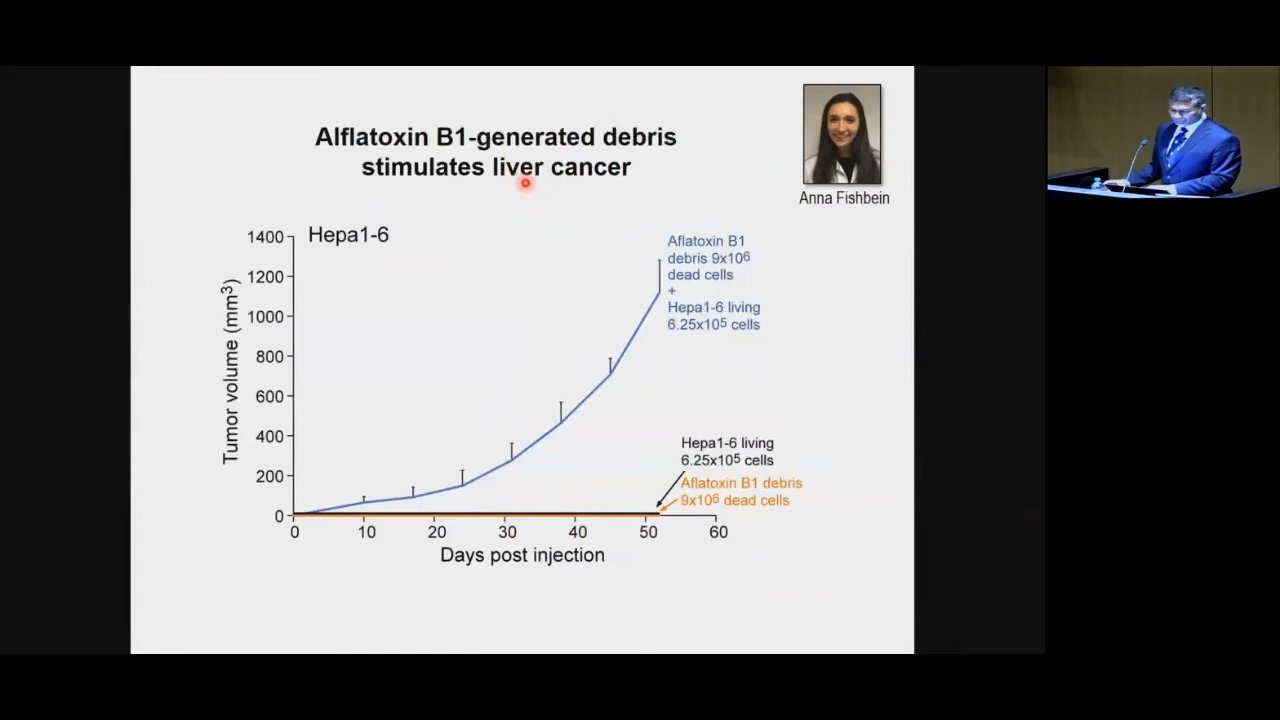 Alflatoxin B1-generated debris
stimulates liver cancer
Anna Fishbein
Hepa1-6
1400
1200
1000
800
600
400
200
0
Tumor volume (mm3)
Aflatoxin B1
debris 9x106
dead cells
+
Hepa1-6 living
6.25x105 cells
Hepa1-6 living
6.25x105 cells
Aflatoxin B1 debris
9x106 dead cells
0 10 20 30 40 50 60
Days post injection